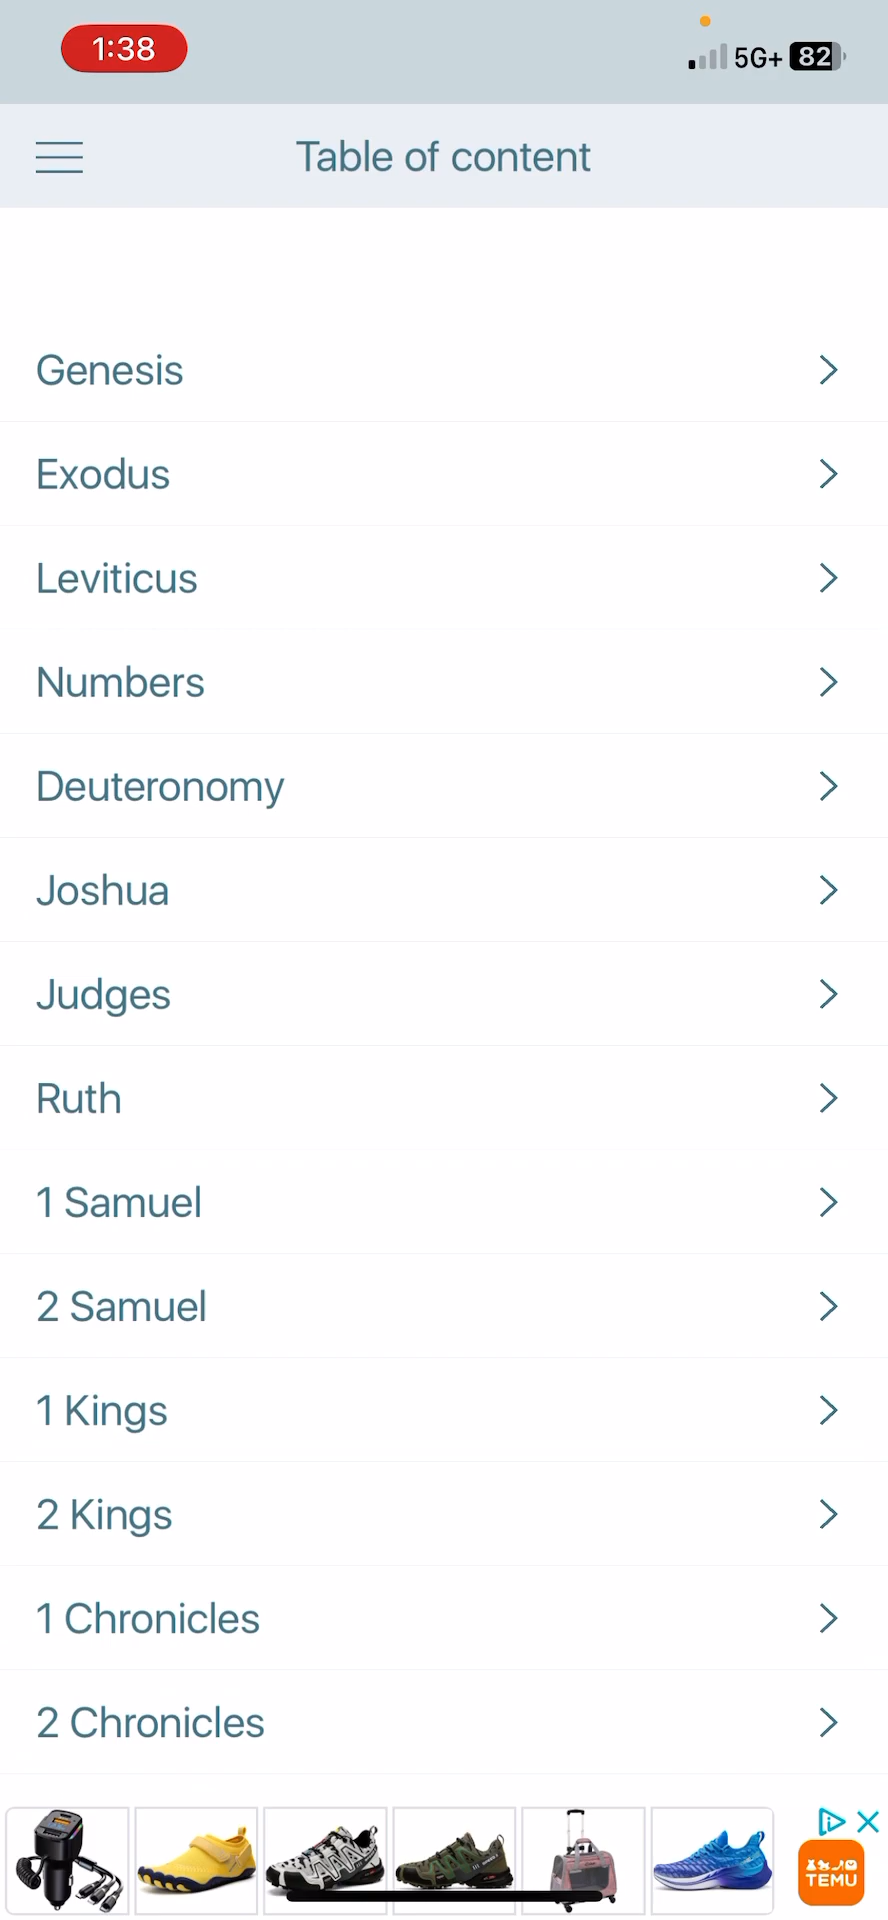 1:38
5G+ 82
Table of content
Genesis
Exodus
Leviticus
Numbers
Deuteronomy
Joshua
Judges
Ruth
1 Samuel
2 Samuel
1 Kings
2 Kings
1 Chronicles
2 Chronicles
TEMU